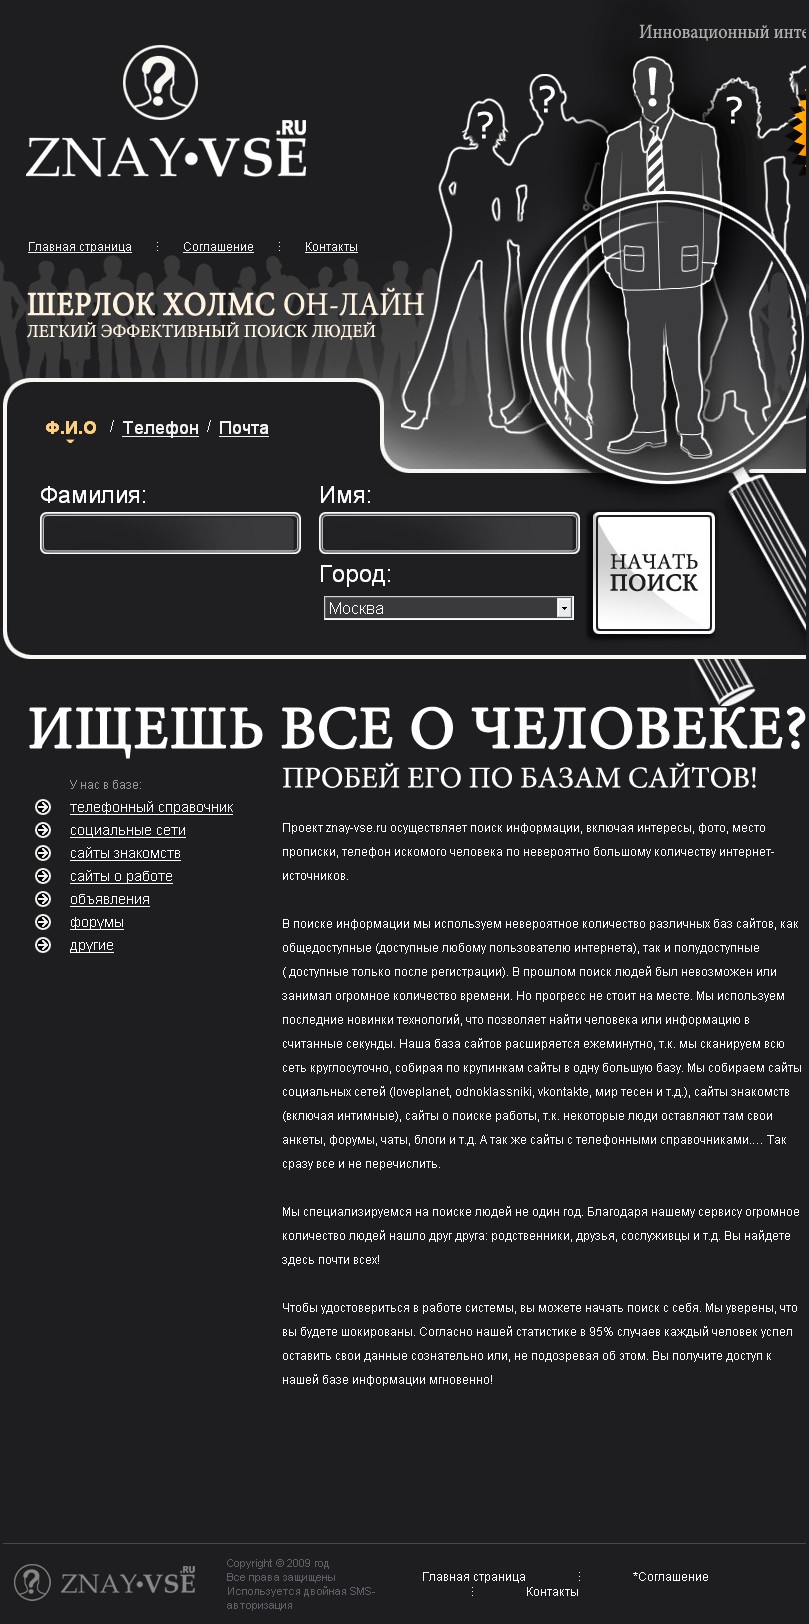 Инновационный инте
?
ZNAY•VSE.RU
? ? ! ?
Главная страница
Соглашение
Контакты
ШЕРЛОК ХОЛМС ОН-ЛАЙН
ЛЕГКИЙ ЭФФЕКТИВНЫЙ ПОИСК ЛЮДЕЙ
Ф.И.О / Телефон / Почта
Фамилия:
Имя:
Город:
Москва
НАЧАТЬ
ПОИСК
ИЩЕШЬ ВСЕ О ЧЕЛОВЕКЕ?
ПРОБЕЙ ЕГО ПО БАЗАМ САЙТОВ!
У нас в базе:
телефонный справочник
социальные сети
сайты знакомств
сайты о работе
объявления
форумы
другие
Проект znay-vse.ru осуществляет поиск информации, включая интересы, фото, место
прописки, телефон искомого человека по невероятно большому количеству интернет-
источников.
В поиске информации мы используем невероятное количество различных баз сайтов, как
общедоступные (доступные любому пользователю интернета), так и полудоступные
( доступные только после регистрации). В прошлом поиск людей был невозможен или
занимал огромное количество времени. Но прогресс не стоит на месте. Мы используем
последние новинки технологий, что позволяет найти человека или информацию в
считанные секунды. Наша база сайтов расширяется ежеминутно, т.к. мы сканируем всю
сеть круглосуточно, собирая по крупинкам сайты в одну большую базу. Мы собираем сайты
социальных сетей (loveplanet, odnoklassniki, vkontakte, мир тесен и т.д.), сайты знакомств
(включая интимные), сайты о поиске работы, т.к. некоторые люди оставляют там свои
анкеты, форумы, чаты, блоги и т.д. А так же сайты с телефонными справочниками.... Так
сразу все и не перечислить.
Мы специализируемся на поиске людей не один год. Благодаря нашему сервису огромное
количество людей нашло друг друга: родственники, друзья, сослуживцы и т.д. Вы найдете
здесь почти всех!
Чтобы удостовериться в работе системы, вы можете начать поиск с себя. Мы уверены, что
вы будете шокированы. Согласно нашей статистике в 95% случаев каждый человек успел
оставить свои данные сознательно или, не подозревая об этом. Вы получите доступ к
нашей базе информации мгновенно!
? ZNAY•VSE.RU
Copyright © 2009 год
Все права защищены
Используется двойная SMS-
авторизация
Главная страница
*Соглашение
Контакты